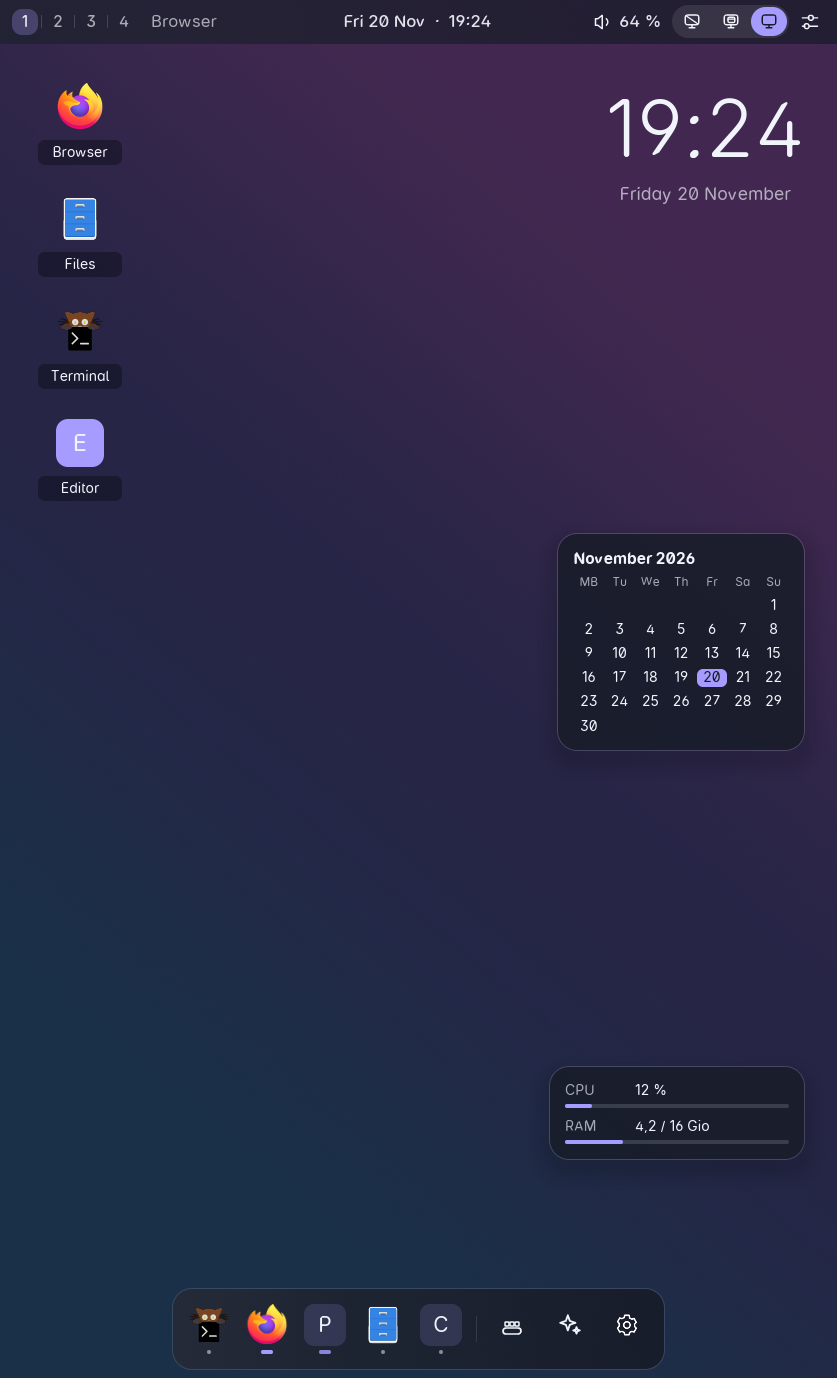 1 2 3 4 Browser Fri 20 Nov · 19:24 64 %
19:24
Friday 20 November
Browser
Files
Terminal
E
Editor
November 2026
MB Tu We Th Fr Sa Su
1
2 3 4 5 6 7 8
9 10 11 12 13 14 15
16 17 18 19 20 21 22
23 24 25 26 27 28 29
30
CPU 12 %
RAM 4,2 / 16 Gio
P C